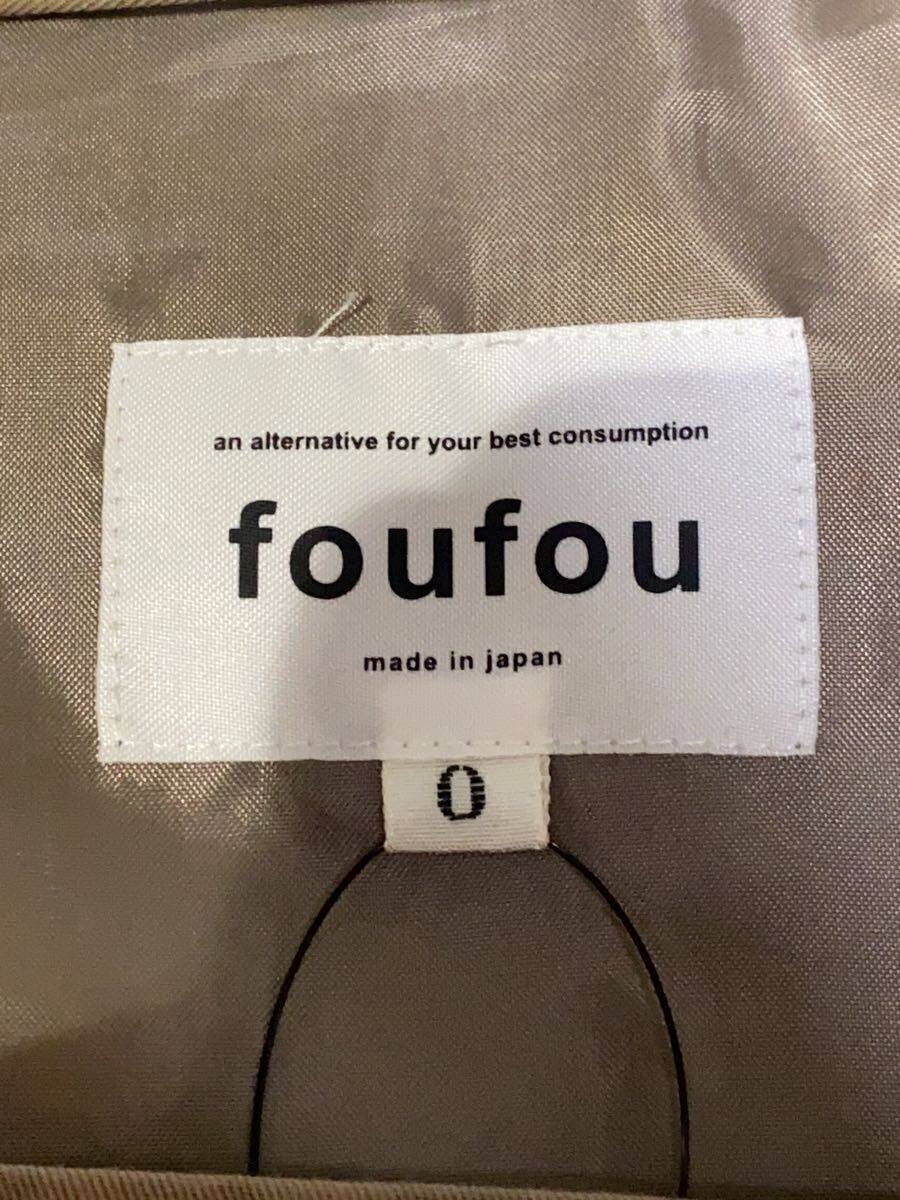 an alternative for your best consumption
foufou
made in japan
0